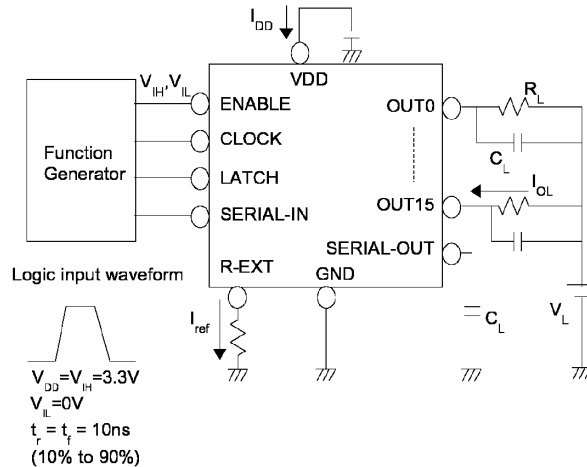 I_DD
V_IH,V_IL
VDD
ENABLE
OUT0
R_L
Function
Generator
CLOCK
C_L
LATCH
I_OL
SERIAL-IN
OUT15
SERIAL-OUT
R-EXT
GND
Logic input waveform
I_ref
C_L
V_L
V_DD=V_IH=3.3V
V_IL=0V
t_r = t_f = 10ns
(10% to 90%)